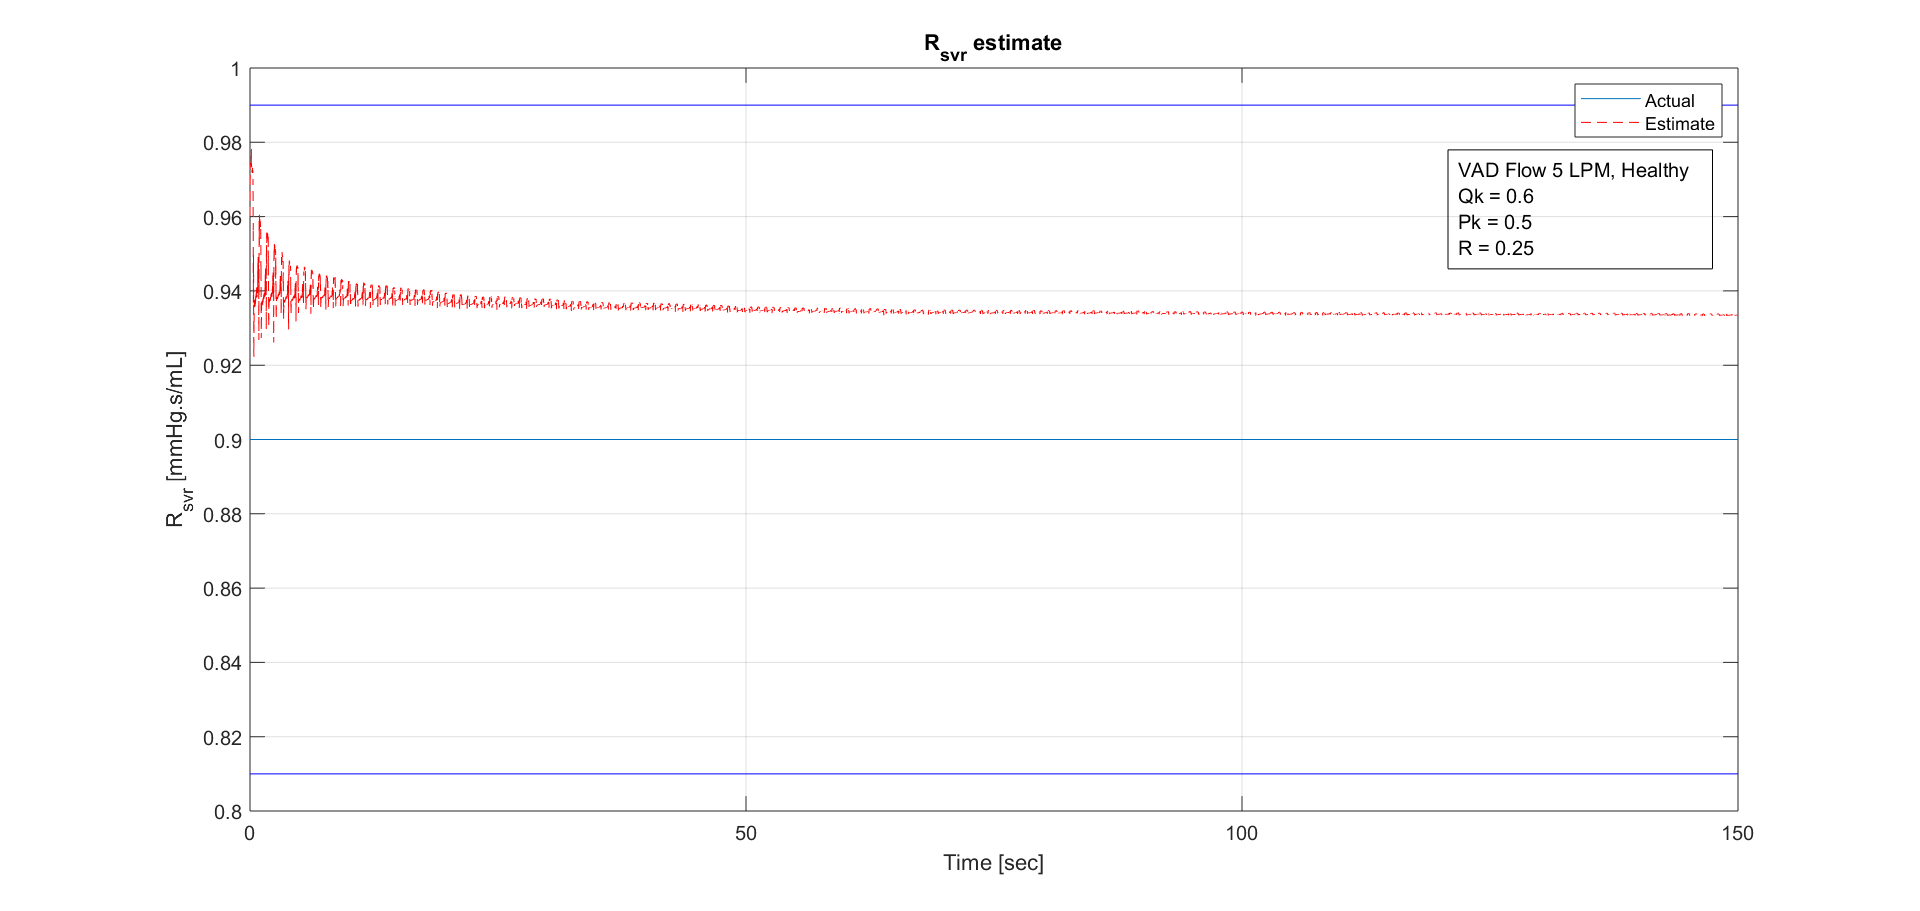 R_svr estimate
1
0.98
0.96
0.94
0.92
0.9
0.88
0.86
0.84
0.82
0.8
R_svr [mmHg.s/mL]
Actual
Estimate
VAD Flow 5 LPM, Healthy
Qk = 0.6
Pk = 0.5
R = 0.25
0 50 100 150
Time [sec]